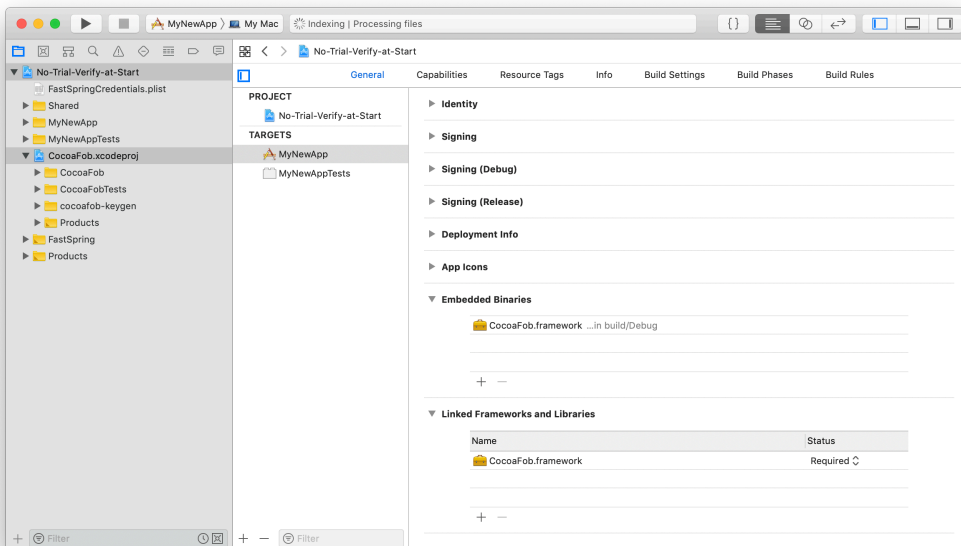 MyNewApp 〉 My Mac
Indexing | Processing files
{ }
No-Trial-Verify-at-Start
No-Trial-Verify-at-Start
FastSpringCredentials.plist
Shared
MyNewApp
MyNewAppTests
CocoaFob.xcodeproj
CocoaFob
CocoaFobTests
cocoafob-keygen
Products
FastSpring
Products
Filter
General Capabilities Resource Tags Info Build Settings Build Phases Build Rules
PROJECT
No-Trial-Verify-at-Start
TARGETS
MyNewApp
MyNewAppTests
Filter
Identity
Signing
Signing (Debug)
Signing (Release)
Deployment Info
App Icons
Embedded Binaries
CocoaFob.framework ...in build/Debug
Linked Frameworks and Libraries
Name Status
CocoaFob.framework Required